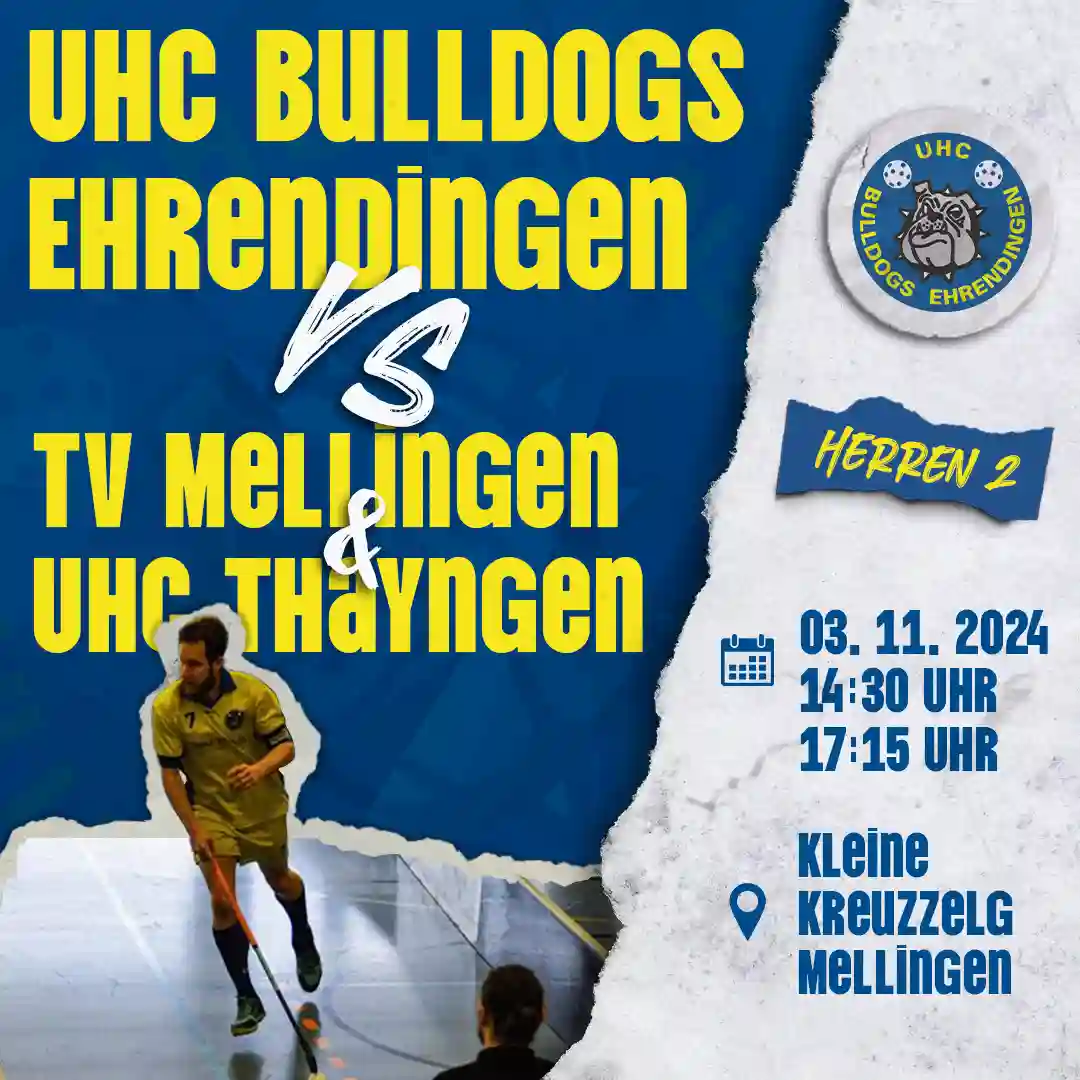 UHC BULLDOGS
EHRENDINGEN
VS
TV MELLINGEN
&
UHC THAYNGEN
7
UHC
BULLDOGS EHRENDINGEN
HERREN 2
03. 11. 2024
14:30 UHR
17:15 UHR
KLEINE
KREUZZELG
MELLINGEN